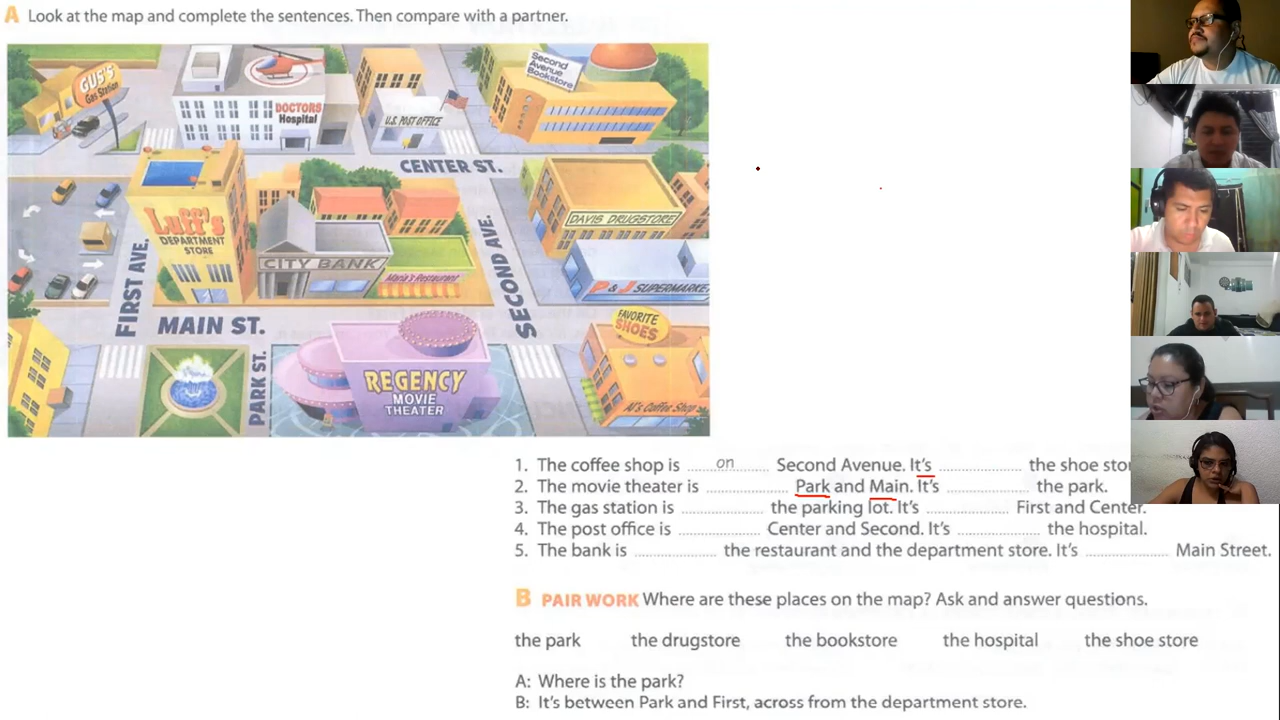 A Look at the map and complete the sentences. Then compare with a partner.
GUS'S
Gas Station
DOCTORS
Hospital
U.S. POST OFFICE
Second
Avenue
Bookstore
CENTER ST.
Luff's
DEPARTMENT
STORE
CITY BANK
Maria's Restaurant
DAVIS DRUGSTORE
P & J SUPERMARKET
FIRST AVE.
SECOND AVE.
MAIN ST.
PARK ST.
REGENCY
MOVIE
THEATER
FAVORITE
SHOES
Al's Coffee Shop
1. The coffee shop is ....on.... Second Avenue. It's .................... the shoe sto
2. The movie theater is .................... Park and Main. It's .................... the park.
3. The gas station is .................... the parking lot. It's .................... First and Center.
4. The post office is .................... Center and Second. It's .................... the hospital.
5. The bank is .................... the restaurant and the department store. It's .................... Main Street.
B PAIR WORK Where are these places on the map? Ask and answer questions.
the park the drugstore the bookstore the hospital the shoe store
A: Where is the park?
B: It's between Park and First, across from the department store.